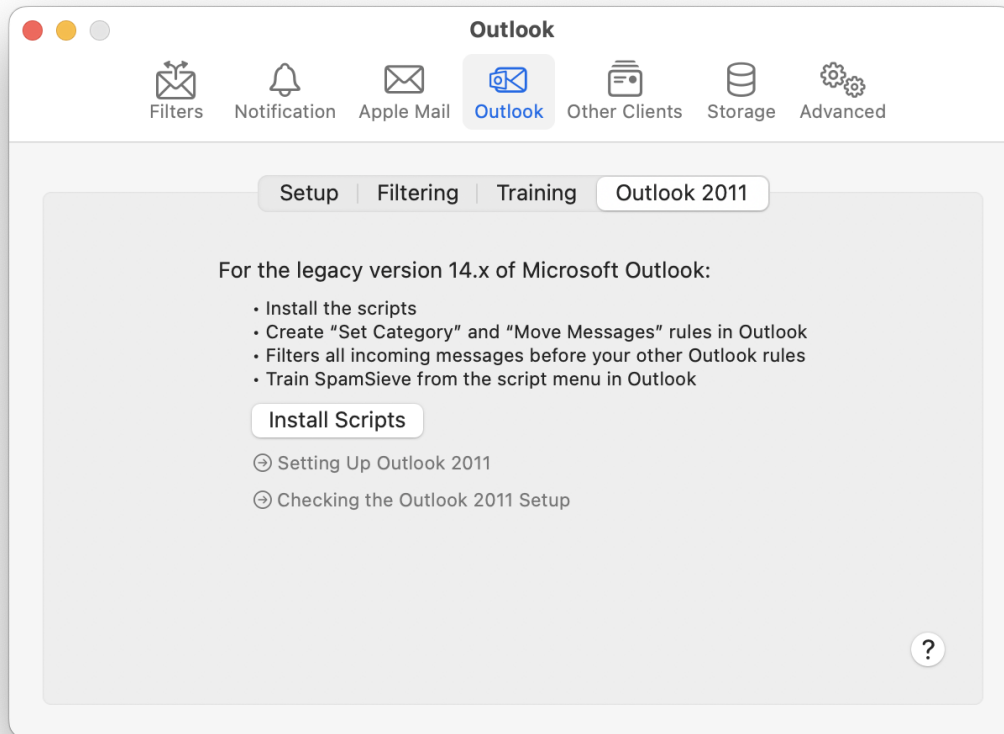 Outlook
Filters Notification Apple Mail Outlook Other Clients Storage Advanced
Setup Filtering Training Outlook 2011
For the legacy version 14.x of Microsoft Outlook:
• Install the scripts
• Create “Set Category” and “Move Messages” rules in Outlook
• Filters all incoming messages before your other Outlook rules
• Train SpamSieve from the script menu in Outlook
Install Scripts
Setting Up Outlook 2011
Checking the Outlook 2011 Setup
?